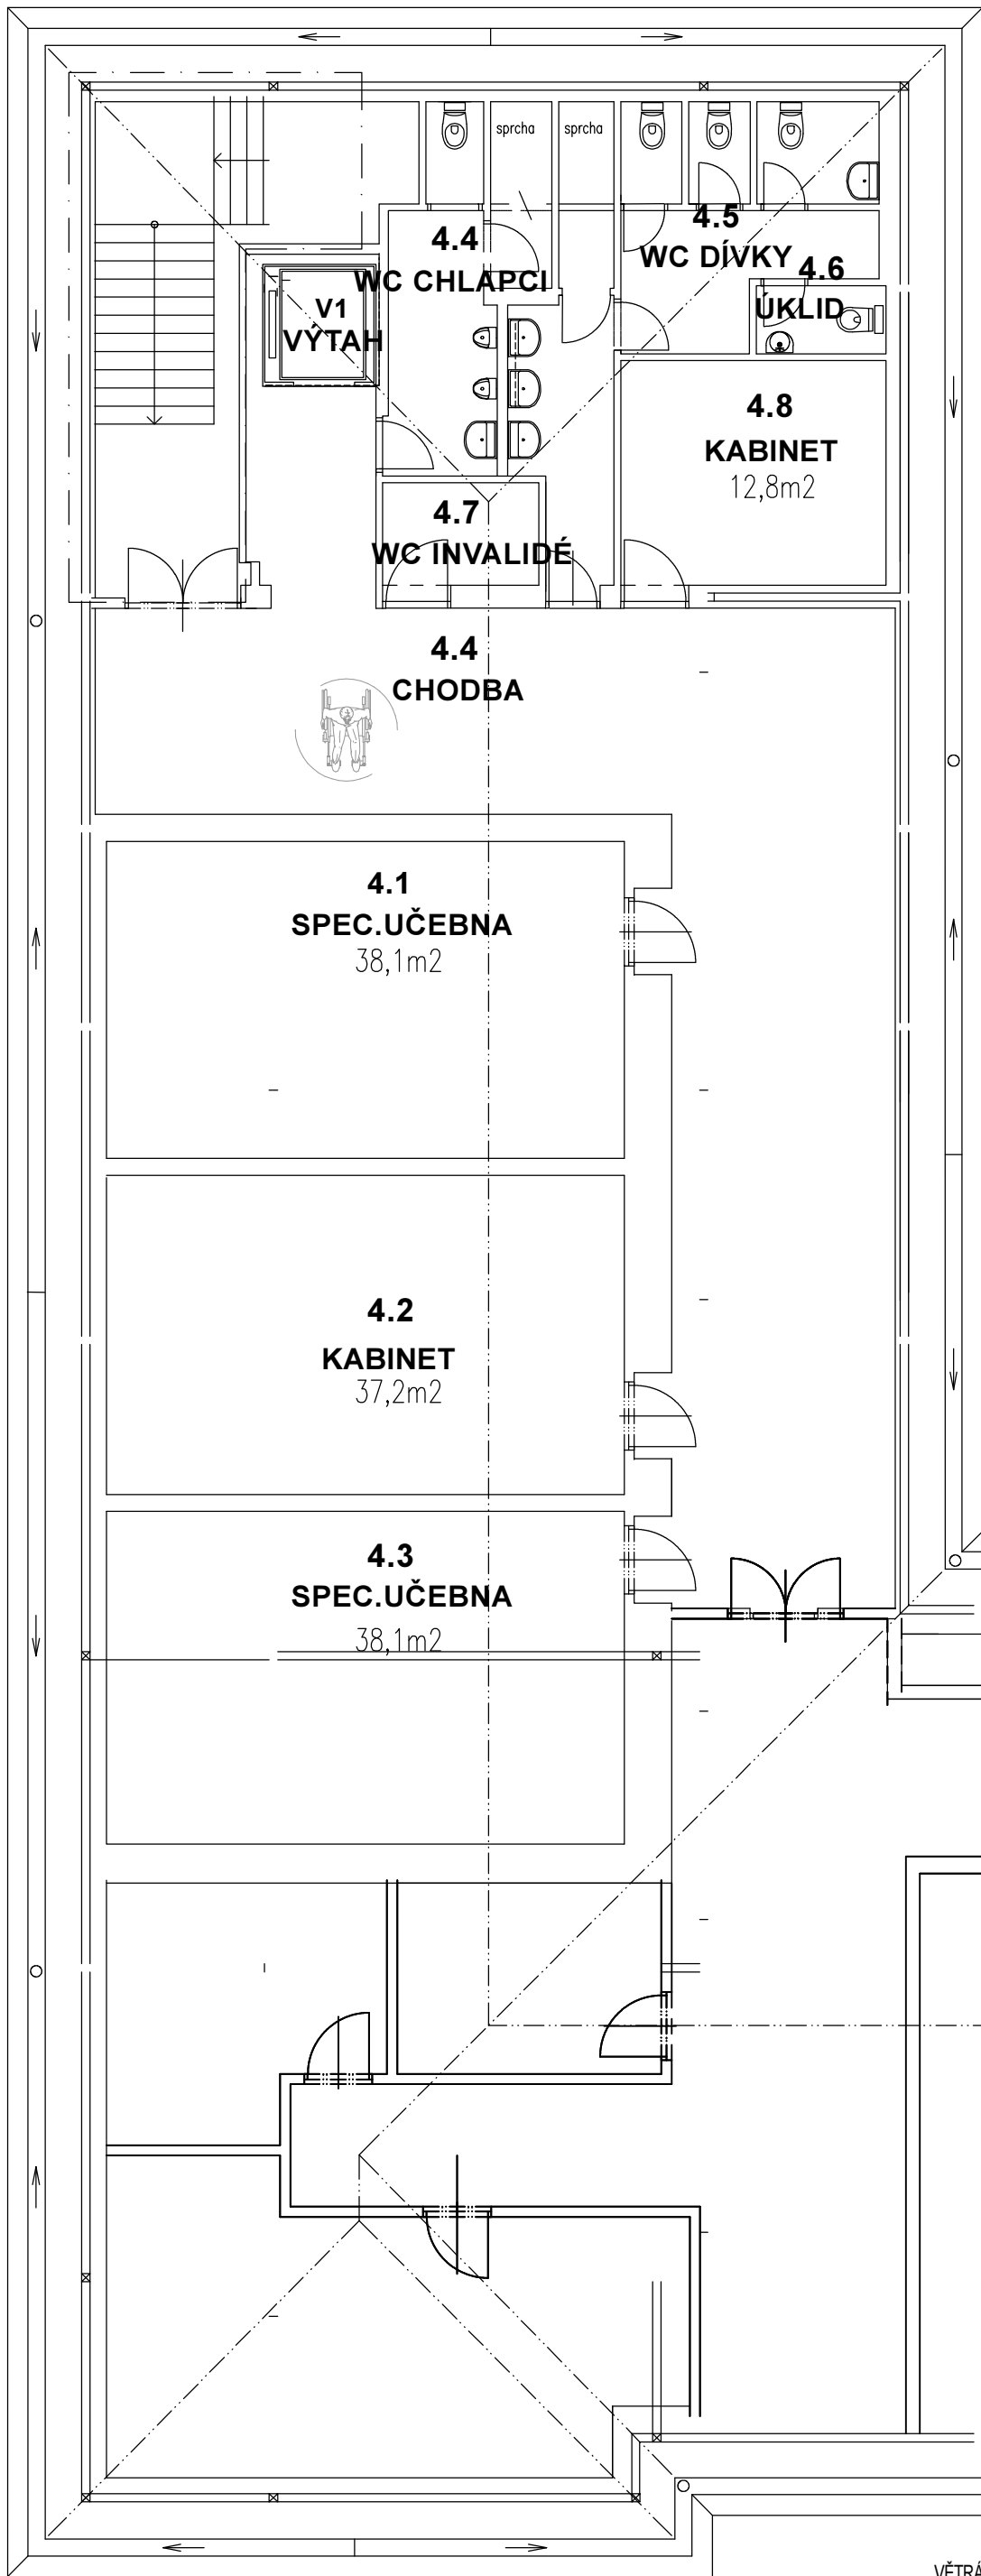 sprcha
sprcha
4.4
WC CHLAPCI
4.5
WC DÍVKY
4.6
ÚKLID
V1
VÝTAH
4.8
KABINET
12,8m2
4.7
WC INVALIDÉ
4.4
CHODBA
4.1
SPEC.UČEBNA
38,1m2
4.2
KABINET
37,2m2
4.3
SPEC.UČEBNA
38,1m2
VĚTRÁ